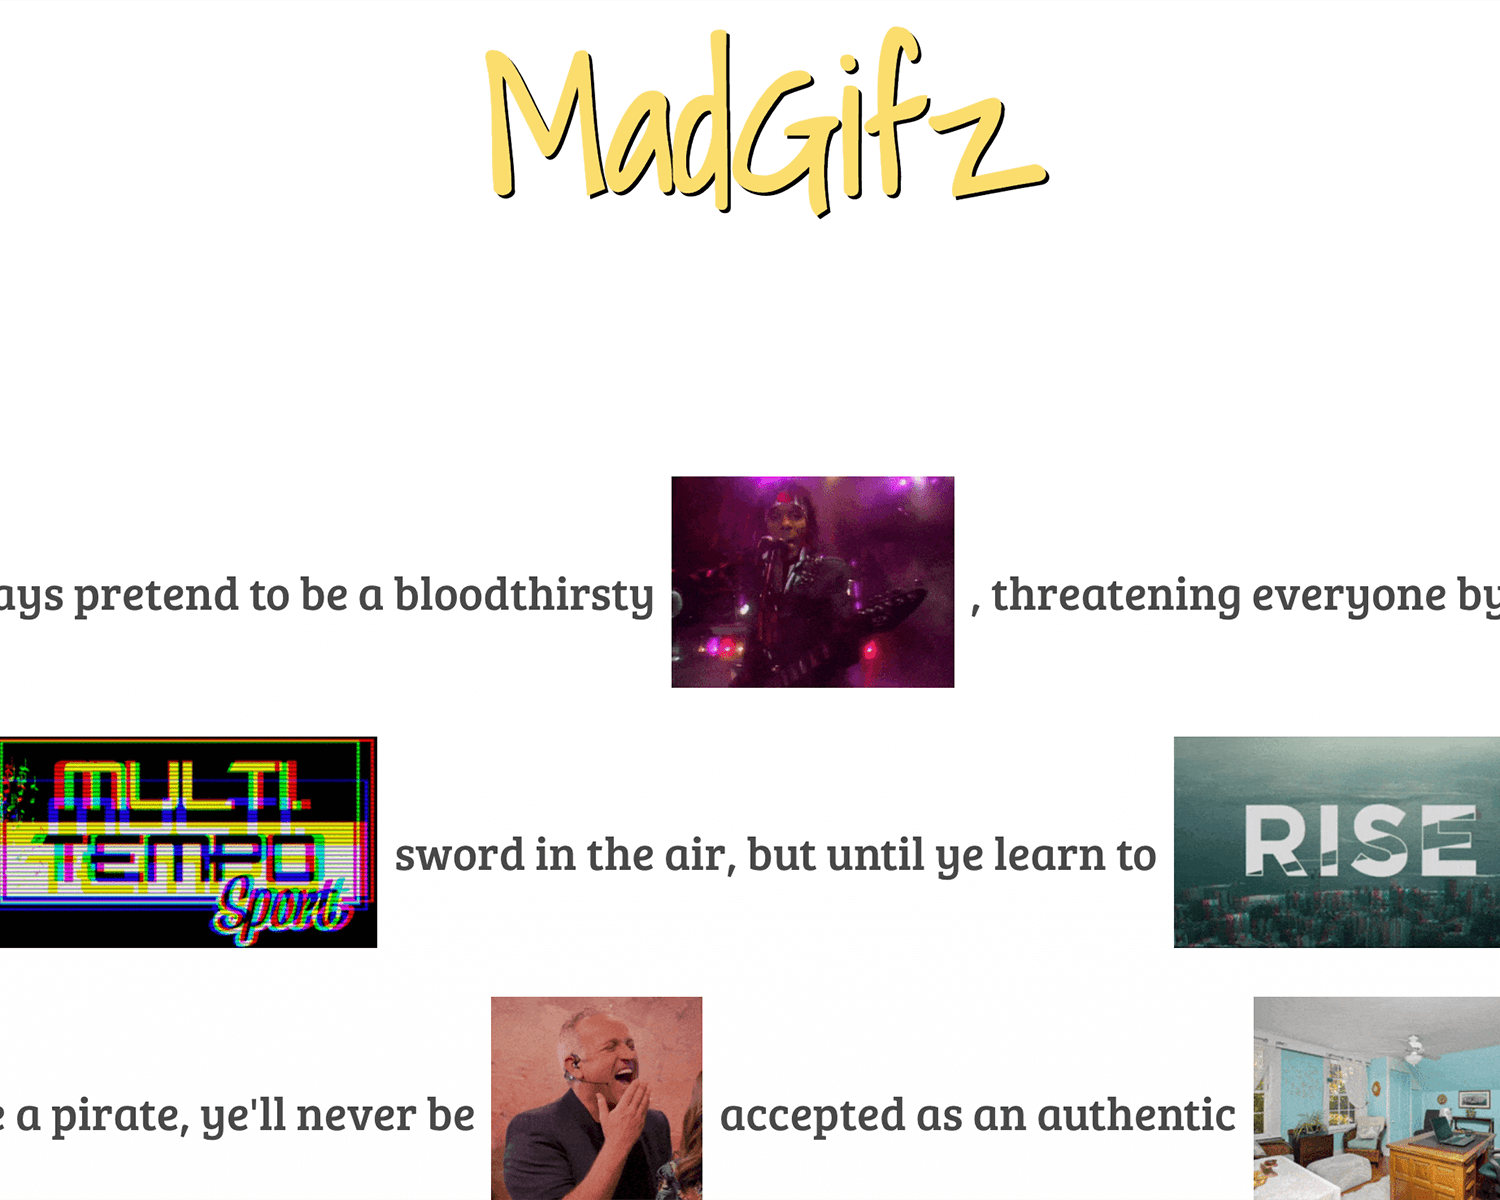 MadGifz
ays pretend to be a bloodthirsty , threatening everyone by
MULTI.
TEMPO
Sport
sword in the air, but until ye learn to
RISE
e a pirate, ye'll never be accepted as an authentic